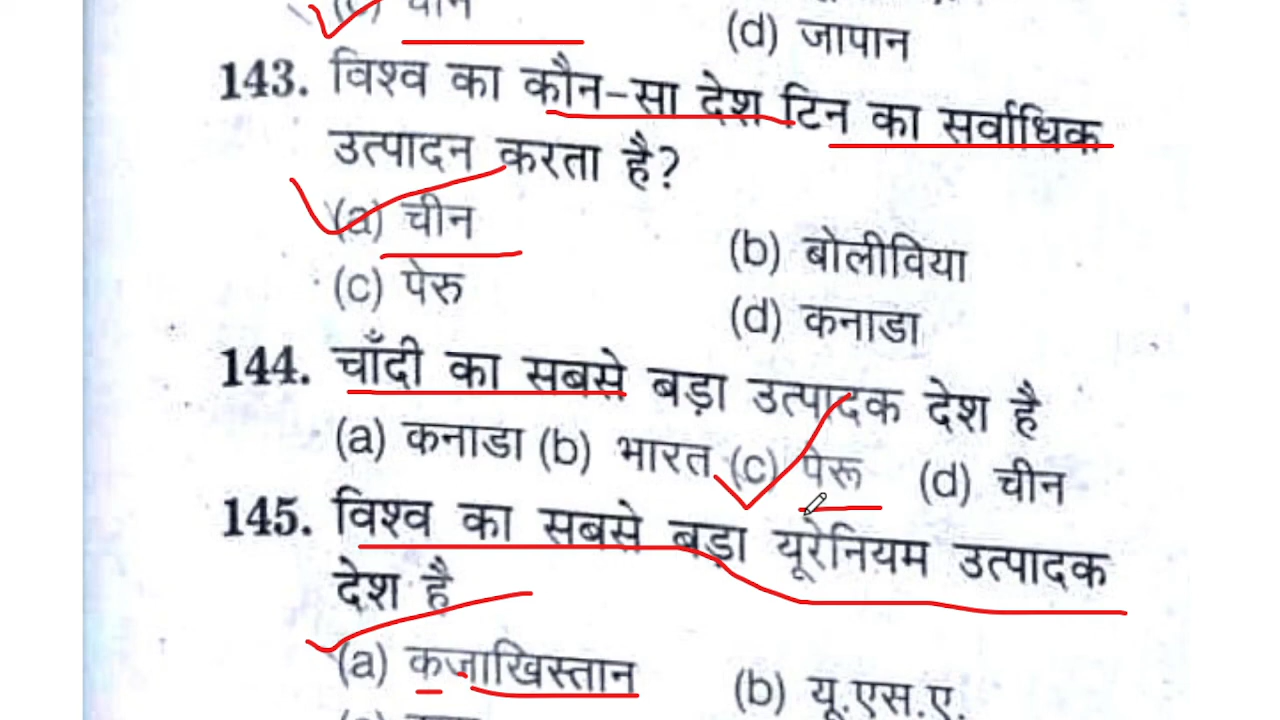 (c) चीन
(d) जापान
143. विश्व का कौन-सा देश टिन का सर्वाधिक
उत्पादन करता है?
(a) चीन
(b) बोलीविया
(c) पेरु
(d) कनाडा
144. चाँदी का सबसे बड़ा उत्पादक देश है
(a) कनाडा (b) भारत (c) पेरू (d) चीन
145. विश्व का सबसे बड़ा यूरेनियम उत्पादक
देश है
(a) कजाखिस्तान
(b) यू.एस.ए.